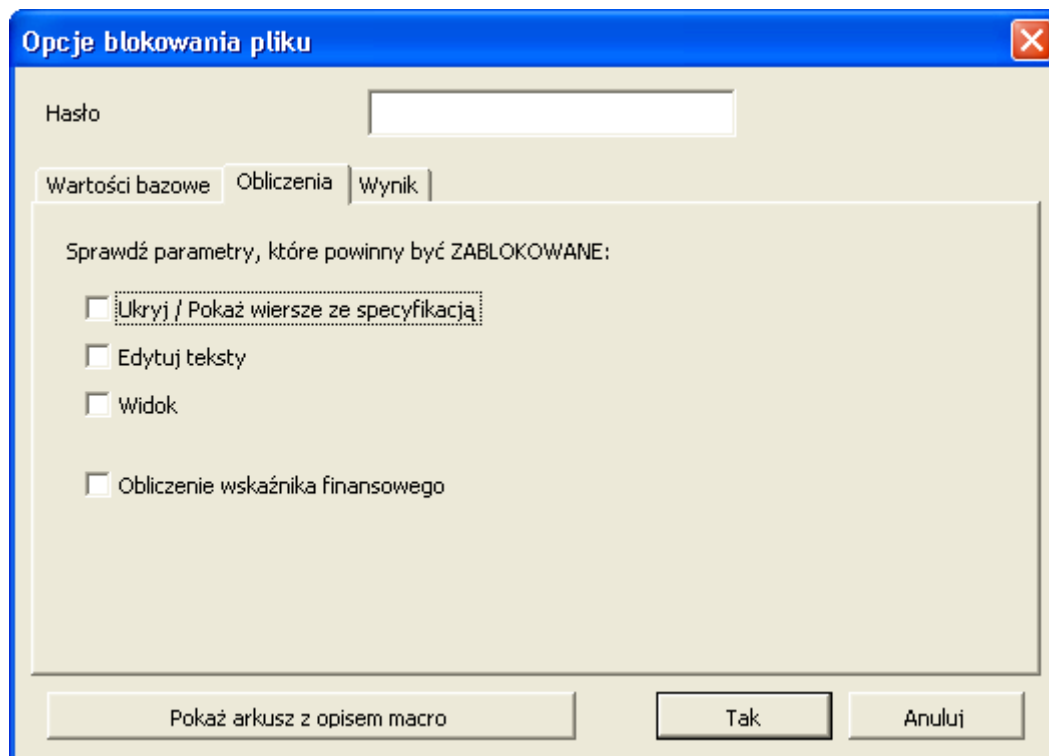 Opcje blokowania pliku
Hasło
Wartości bazowe Obliczenia Wynik
Sprawdź parametry, które powinny być ZABLOKOWANE:
Ukryj / Pokaż wiersze ze specyfikacją
Edytuj teksty
Widok
Obliczenie wskaźnika finansowego
Pokaż arkusz z opisem macro Tak Anuluj